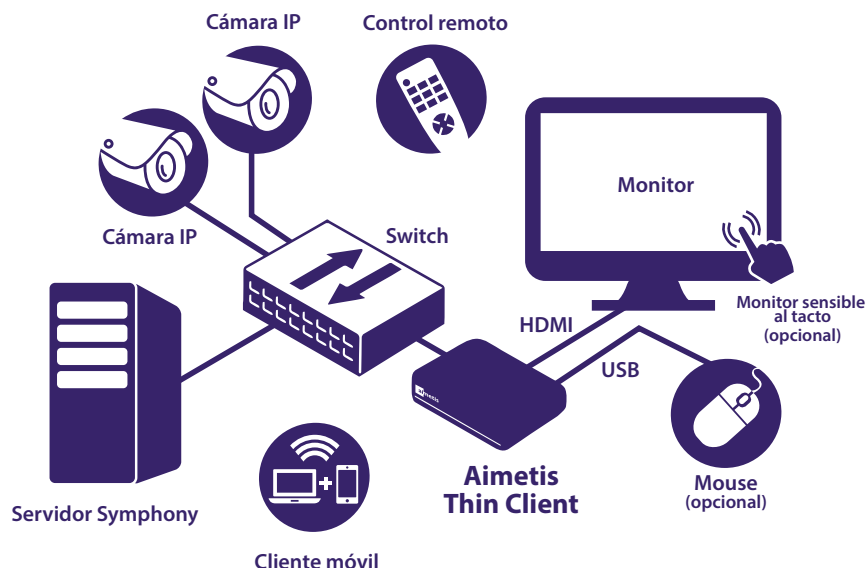 Cámara IP
Control remoto
Monitor
Cámara IP
Switch
Monitor sensible
al tacto
(opcional)
HDMI
USB
aimetis
Aimetis
Thin Client
Mouse
(opcional)
Servidor Symphony
Cliente móvil